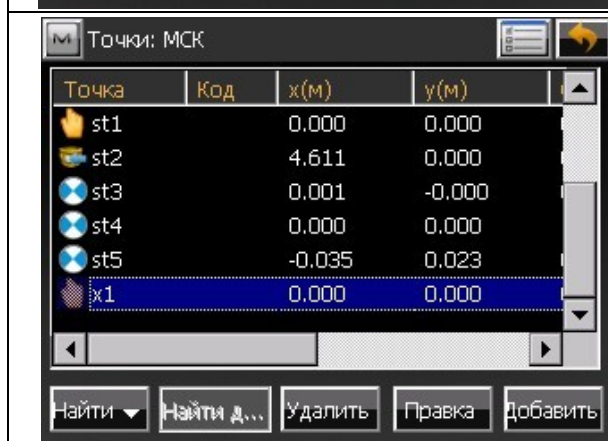 Точки: МСК
Точка Код x(м) y(м)
st1 0.000 0.000
st2 4.611 0.000
st3 0.001 -0.000
st4 0.000 0.000
st5 -0.035 0.023
x1 0.000 0.000
Найти Найти д... Удалить Правка Добавить